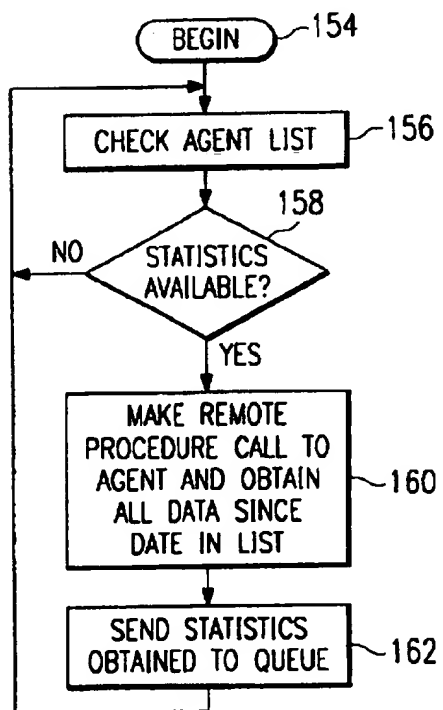 BEGIN
154
CHECK AGENT LIST
156
158
NO
STATISTICS
AVAILABLE?
YES
MAKE REMOTE
PROCEDURE CALL TO
AGENT AND OBTAIN
ALL DATA SINCE
DATE IN LIST
160
SEND STATISTICS
OBTAINED TO QUEUE
162